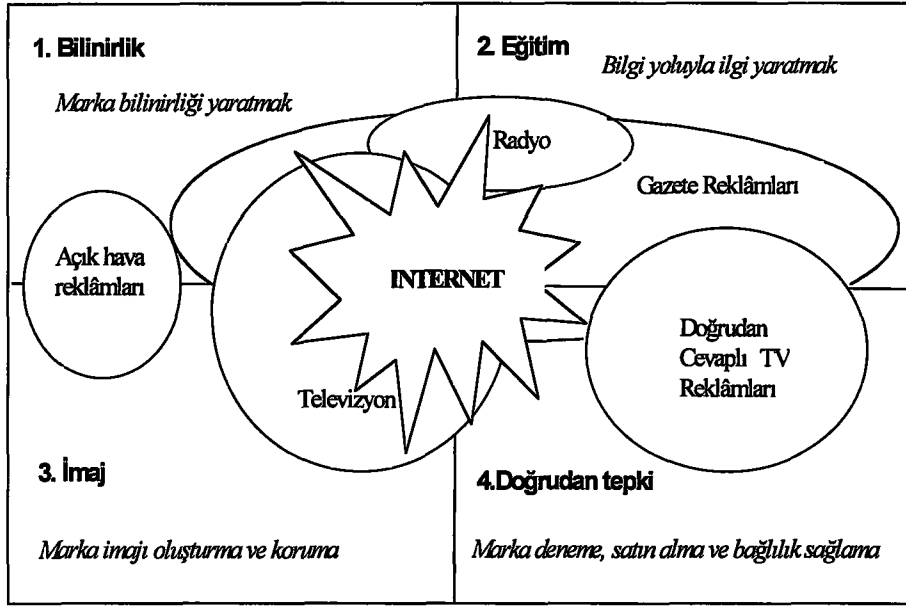 1. Bilinirlik
Marka bilinirliği yaratmak
2. Eğitim
Bilgi yoluyla ilgi yaratmak
Radyo
Gazete Reklâmları
Açık hava
reklâmları
INTERNET
Doğrudan
Cevaplı TV
Reklâmları
Televizyon
3. İmaj
Marka imajı oluşturma ve koruma
4.Doğrudan tepki
Marka deneme, satın alma ve bağlılık sağlama